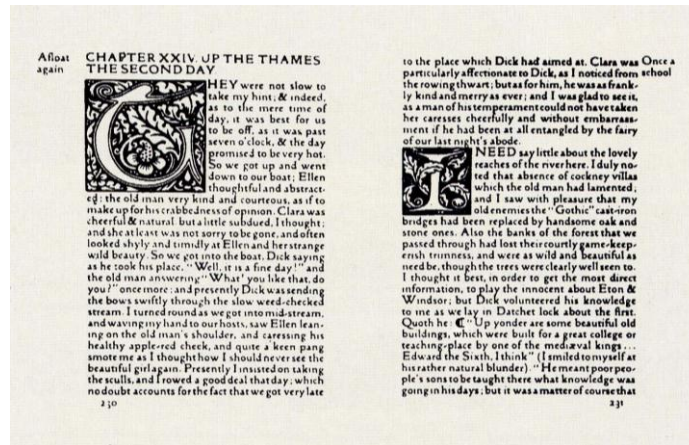 Afloat
again
CHAPTER XXIV. UP THE THAMES
THE SECOND DAY
THEY were not slow to
take my hint; & indeed,
as to the mere time of
day, it was best for us
to be off, as it was past
seven o'clock, & the day
promised to be very hot.
So we got up and went
down to our boat; Ellen
thoughtful and abstract-
ed; the old man very kind and courteous, as if to
make up for his crabbedness of opinion. Clara was
cheerful & natural, but a little subdued, I thought;
and she at least was not sorry to be gone, and often
looked shyly and timidly at Ellen and her strange
wild beauty. So we got into the boat, Dick saying
as he took his place, "Well, it is a fine day!" and
the old man answering "What! you like that, do
you?" once more; and presently Dick was sending
the bows swiftly through the slow weed-checked
stream. I turned round as we got into mid-stream,
and waving my hand to our hosts, saw Ellen lean-
ing on the old man's shoulder, and caressing his
healthy apple-red cheek, and quite a keen pang
smote me as I thought how I should never see the
beautiful girl again. Presently I insisted on taking
the sculls, and I rowed a good deal that day; which
no doubt accounts for the fact that we got very late
230
to the place which Dick had aimed at. Clara was
particularly affectionate to Dick, as I noticed from
the rowing thwart; but as for him, he was as frank-
ly kind and merry as ever; and I was glad to see it,
as a man of his temperament could not have taken
her caresses cheerfully and without embarrass-
ment if he had been at all entangled by the fairy
of our last night's abode.
Once a
school
I NEED say little about the lovely
reaches of the river here. I duly no-
ted that absence of cockney villas
which the old man had lamented;
and I saw with pleasure that my
old enemies the "Gothic" cast-iron
bridges had been replaced by handsome oak and
stone ones. Also the banks of the forest that we
passed through had lost their courtly game-keep-
erish trimness, and were as wild and beautiful as
need be, though the trees were clearly well seen to.
I thought it best, in order to get the most direct
information, to play the innocent about Eton &
Windsor; but Dick volunteered his knowledge
to me as we lay in Datchet lock about the first.
Quoth he: ❡ "Up yonder are some beautiful old
buildings, which were built for a great college or
teaching-place by one of the mediæval kings ...
Edward the Sixth, I think" (I smiled to myself at
his rather natural blunder). "He meant poor peo-
ple's sons to be taught there what knowledge was
going in his days; but it was a matter of course that
231